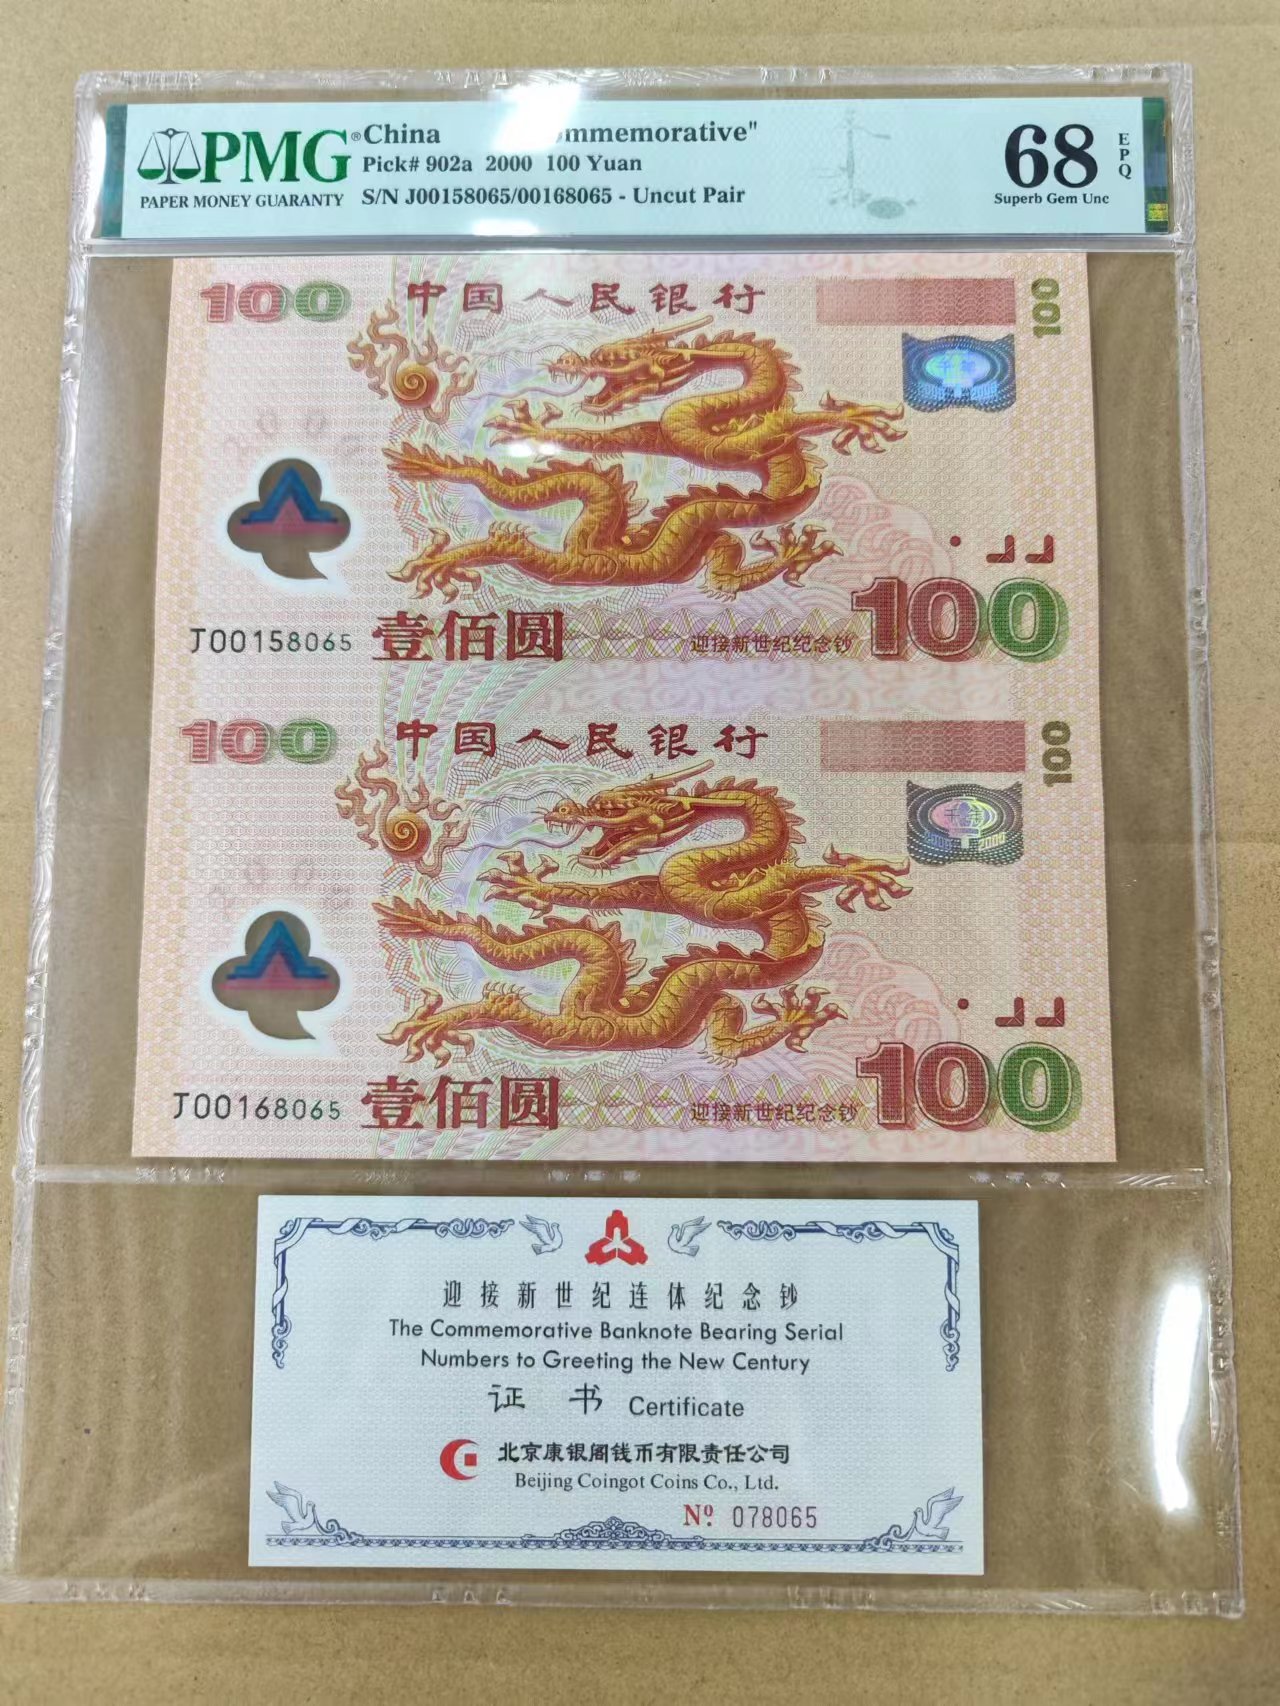 PMG® China ommemorative"
PAPER MONEY GUARANTY
Pick# 902a 2000 100 Yuan
S/N J00158065/00168065 - Uncut Pair
68 EPQ
Superb Gem Unc
100 中国人民银行 100
J00158065 壹佰圆 迎接新世纪纪念钞 100
100 中国人民银行 100
2000 2000
J00168065 壹佰圆 迎接新世纪纪念钞 100
迎接新世纪连体纪念钞
The Commemorative Banknote Bearing Serial
Numbers to Greeting the New Century
证书 Certificate
北京康银阁钱币有限责任公司
Beijing Coingot Coins Co., Ltd.
Nº. 078065